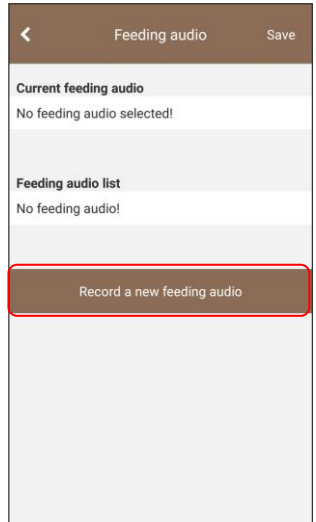 Feeding audio Save
Current feeding audio
No feeding audio selected!
Feeding audio list
No feeding audio!
Record a new feeding audio